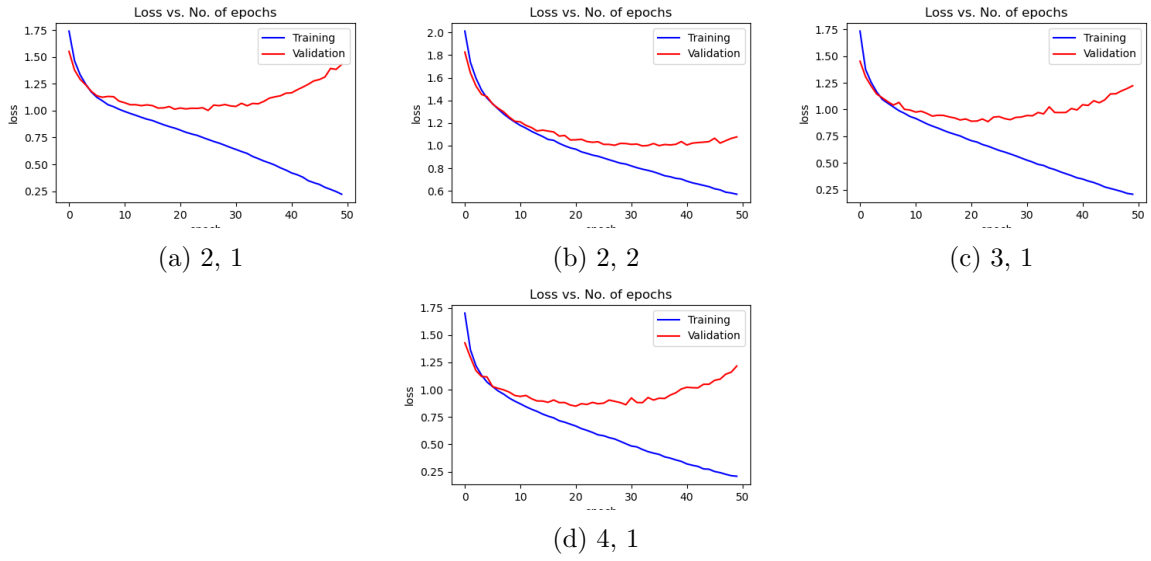 Loss vs. No. of epochs
Training
Validation
1.75
1.50
1.25
1.00
0.75
0.50
0.25
loss
0 10 20 30 40 50
epoch
(a) 2, 1
Loss vs. No. of epochs
Training
Validation
2.0
1.8
1.6
1.4
1.2
1.0
0.8
0.6
loss
0 10 20 30 40 50
epoch
(b) 2, 2
Loss vs. No. of epochs
Training
Validation
1.75
1.50
1.25
1.00
0.75
0.50
0.25
loss
0 10 20 30 40 50
epoch
(c) 3, 1
Loss vs. No. of epochs
Training
Validation
1.75
1.50
1.25
1.00
0.75
0.50
0.25
loss
0 10 20 30 40 50
epoch
(d) 4, 1